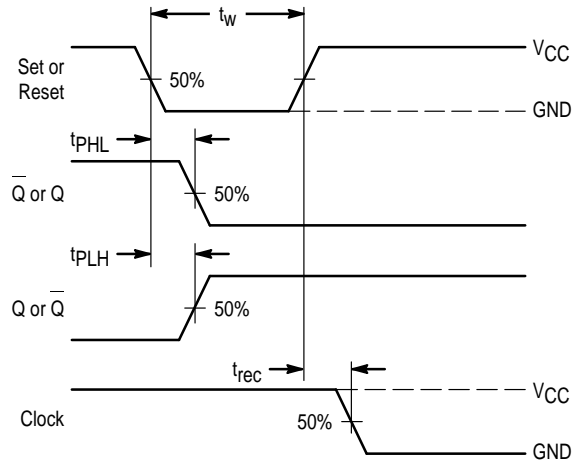 tw
VCC
Set or
Reset
50%
GND
tPHL
Q̅ or Q
50%
tPLH
Q or Q̅
50%
trec
VCC
Clock
50%
GND